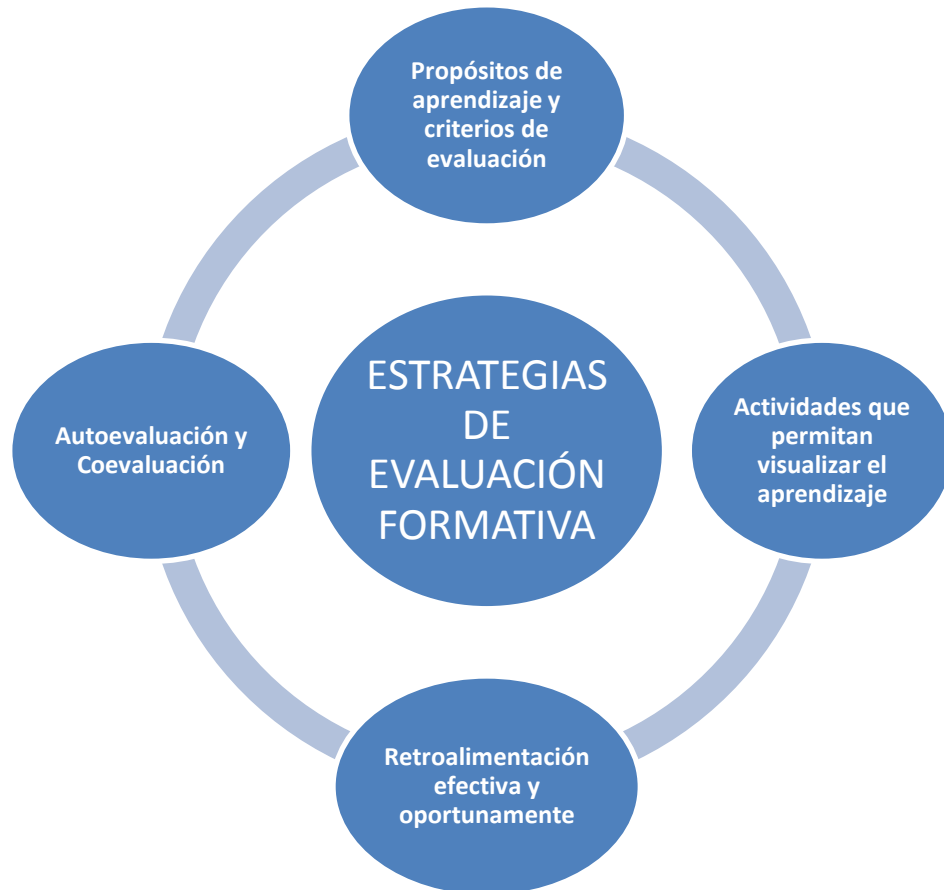 Propósitos de
aprendizaje y
criterios de
evaluación
Autoevaluación y
Coevaluación
ESTRATEGIAS
DE
EVALUACIÓN
FORMATIVA
Actividades que
permitan
visualizar el
aprendizaje
Retroalimentación
efectiva y
oportunamente